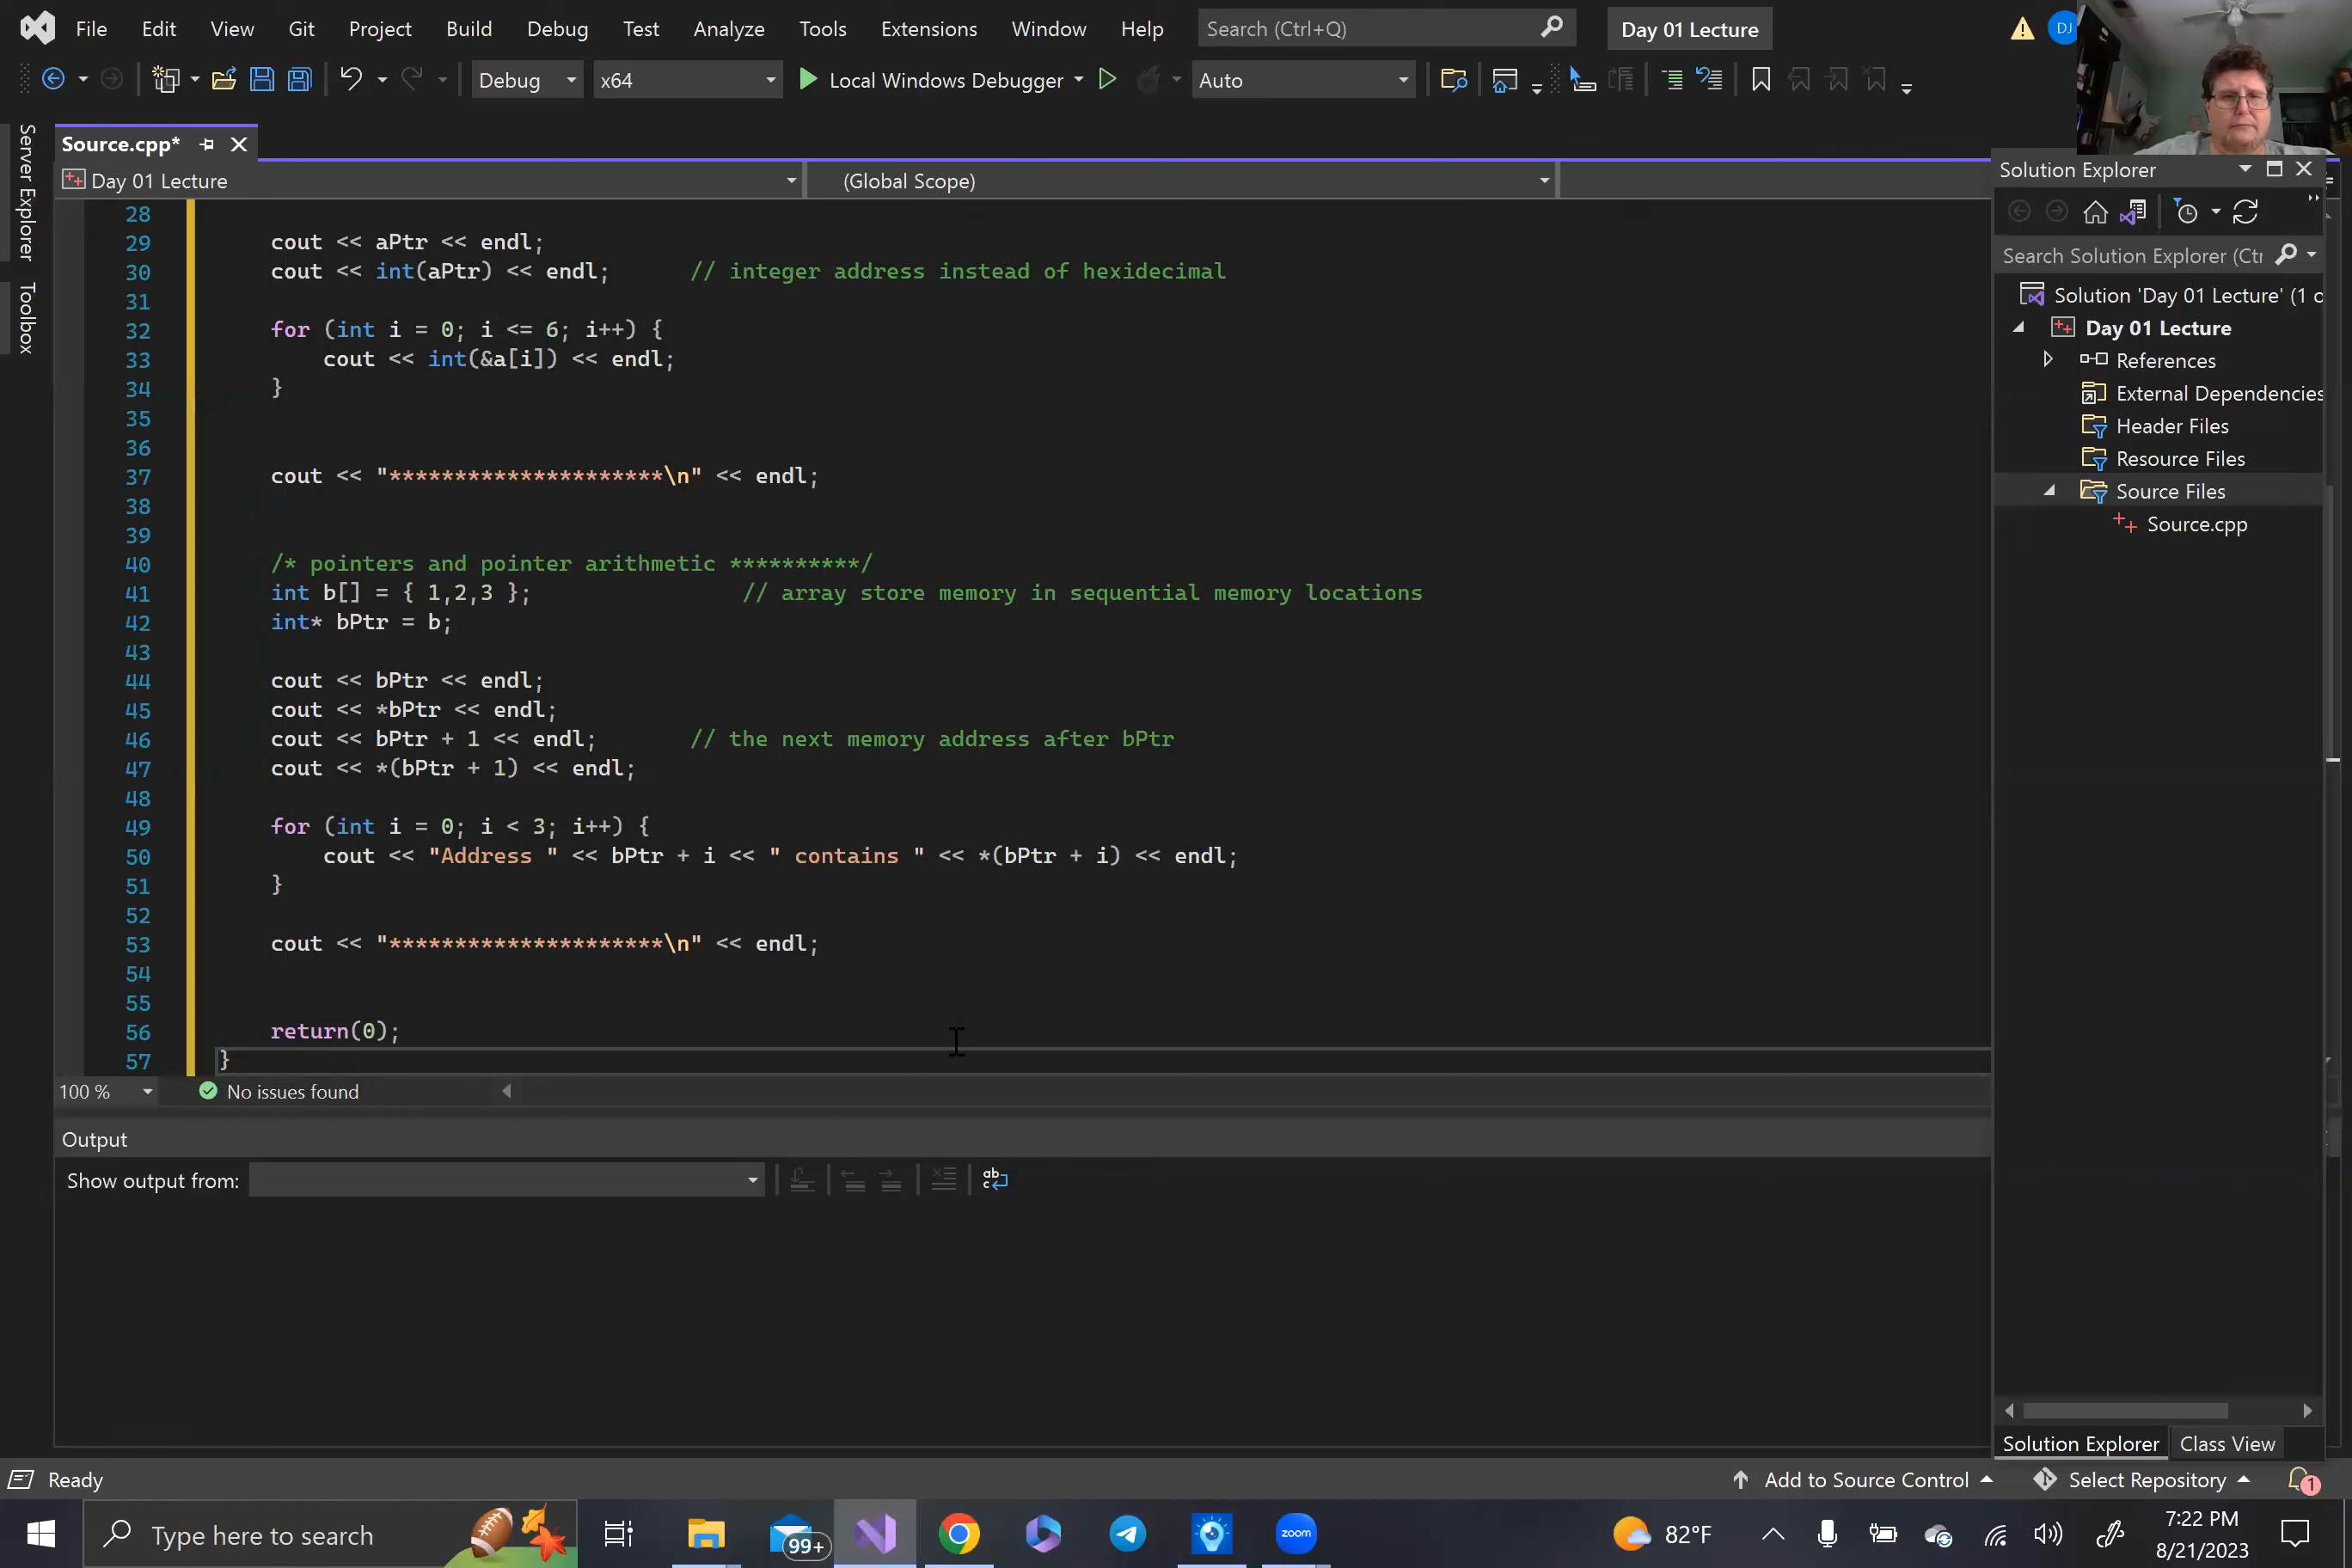 File Edit View Git Project Build Debug Test Analyze Tools Extensions Window Help Search (Ctrl+Q) Day 01 Lecture DJ
Debug x64 Local Windows Debugger Auto
Server Explorer
Toolbox
Source.cpp*
Day 01 Lecture (Global Scope)
28
29 cout << aPtr << endl;
30 cout << int(aPtr) << endl; // integer address instead of hexidecimal
31
32 for (int i = 0; i <= 6; i++) {
33 cout << int(&a[i]) << endl;
34 }
35
36
37 cout << "*********************\n" << endl;
38
39
40 /* pointers and pointer arithmetic **********/
41 int b[] = { 1,2,3 }; // array store memory in sequential memory locations
42 int* bPtr = b;
43
44 cout << bPtr << endl;
45 cout << *bPtr << endl;
46 cout << bPtr + 1 << endl; // the next memory address after bPtr
47 cout << *(bPtr + 1) << endl;
48
49 for (int i = 0; i < 3; i++) {
50 cout << "Address " << bPtr + i << " contains " << *(bPtr + i) << endl;
51 }
52
53 cout << "*********************\n" << endl;
54
55
56 return(0);
57 }
100 % No issues found
Output
Show output from:
Solution Explorer
Search Solution Explorer (Ctr
Solution 'Day 01 Lecture' (1 o
Day 01 Lecture
References
External Dependencies
Header Files
Resource Files
Source Files
Source.cpp
Solution Explorer Class View
Ready Add to Source Control Select Repository 1
Type here to search 99+ zoom 82°F 7:22 PM
8/21/2023